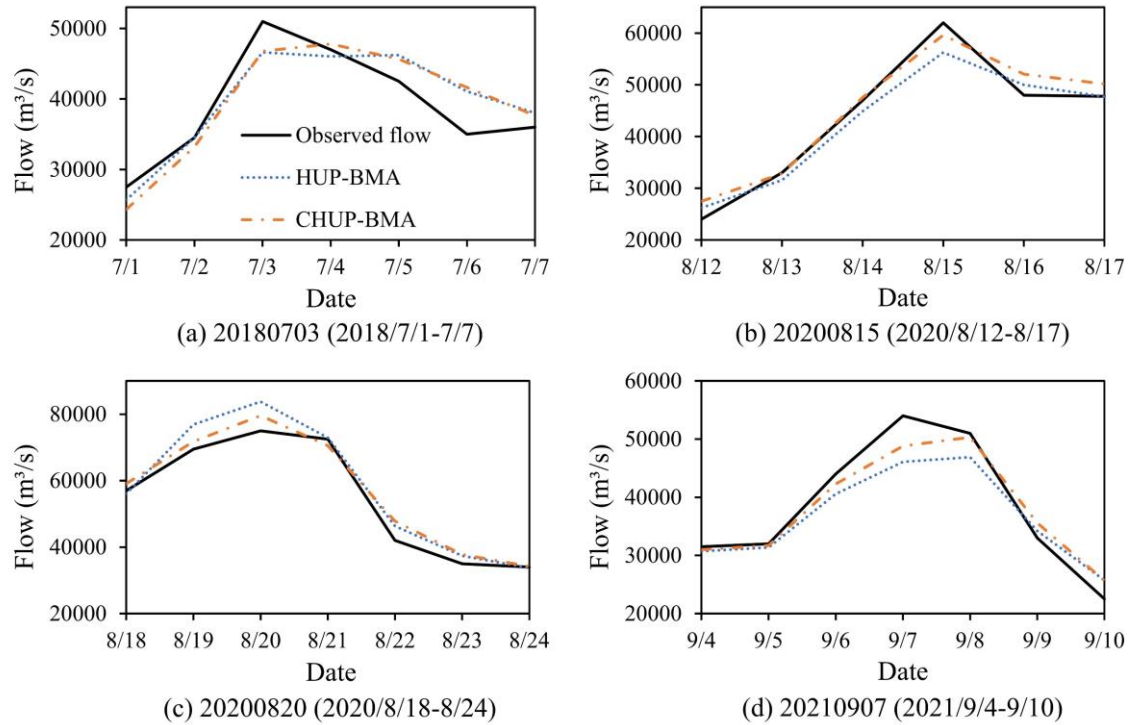 50000
40000
30000
20000
Flow (m³/s)
Observed flow
HUP-BMA
CHUP-BMA
7/1 7/2 7/3 7/4 7/5 7/6 7/7
Date
(a) 20180703 (2018/7/1-7/7)
60000
50000
40000
30000
20000
Flow (m³/s)
8/12 8/13 8/14 8/15 8/16 8/17
Date
(b) 20200815 (2020/8/12-8/17)
80000
60000
40000
20000
Flow (m³/s)
8/18 8/19 8/20 8/21 8/22 8/23 8/24
Date
(c) 20200820 (2020/8/18-8/24)
60000
50000
40000
30000
20000
Flow (m³/s)
9/4 9/5 9/6 9/7 9/8 9/9 9/10
Date
(d) 20210907 (2021/9/4-9/10)